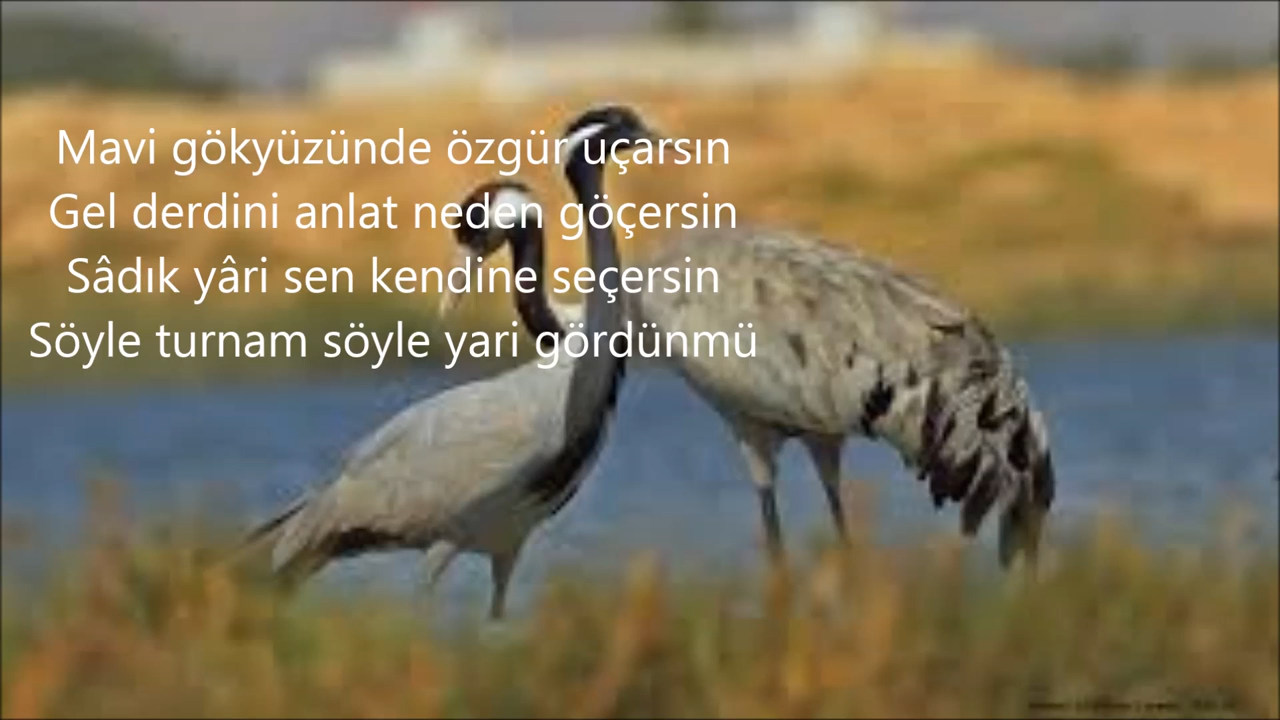 Mavi gökyüzünde özgür uçarsın
Gel derdini anlat neden göçersin
Sâdık yâri sen kendine seçersin
Söyle turnam söyle yari gördünmü